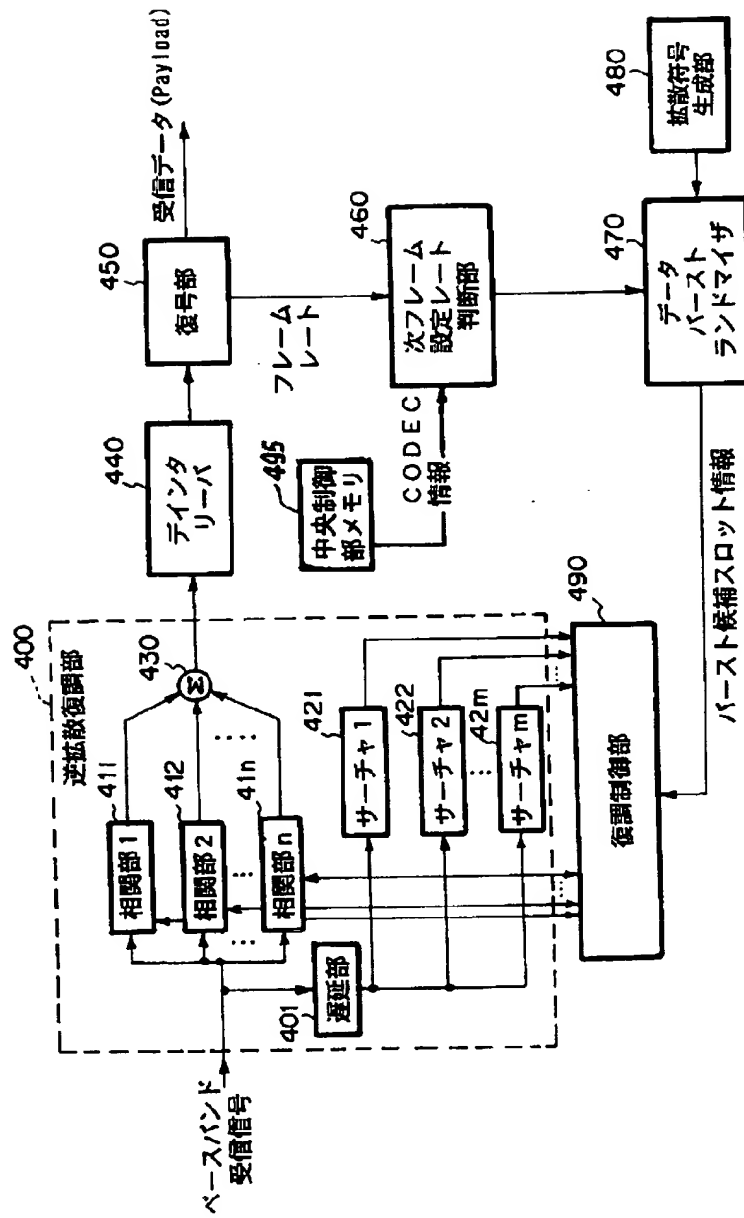 ベースバンド
受信信号
400
逆拡散復調部
411
相関部1
412
相関部2
41n
相関部n
401
遅延部
430
Σ
421
サーチャ1
422
サーチャ2
42m
サーチャm
440
デインタ
リーバ
450
復号部
受信データ(Payload)
フレーム
レート
495
中央制御
部メモリ
CODEC
情報
460
次フレーム
設定レート
判断部
480
拡散符号
生成部
470
データ
バースト
ランドマイザ
バースト候補スロット情報
490
復調制御部